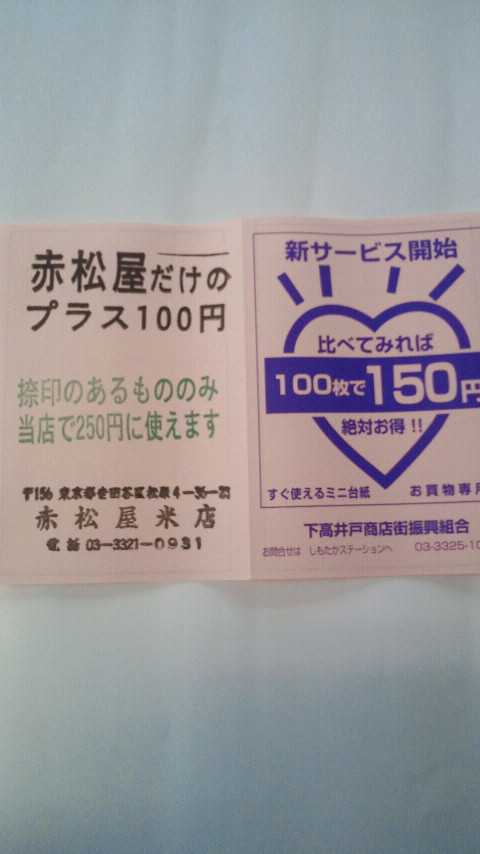 赤松屋だけの
プラス100円
捺印のあるもののみ
当店で250円に使えます
〒156 東京都世田谷区松原4-36-
赤松屋米店
電話 03-3321-0931
新サービス開始
比べてみれば
100枚で150円
絶対お得!!
すぐ使えるミニ台紙 お買物専
下高井戸商店街振興組合
お問合せは しもたかステーションへ 03-3325-10